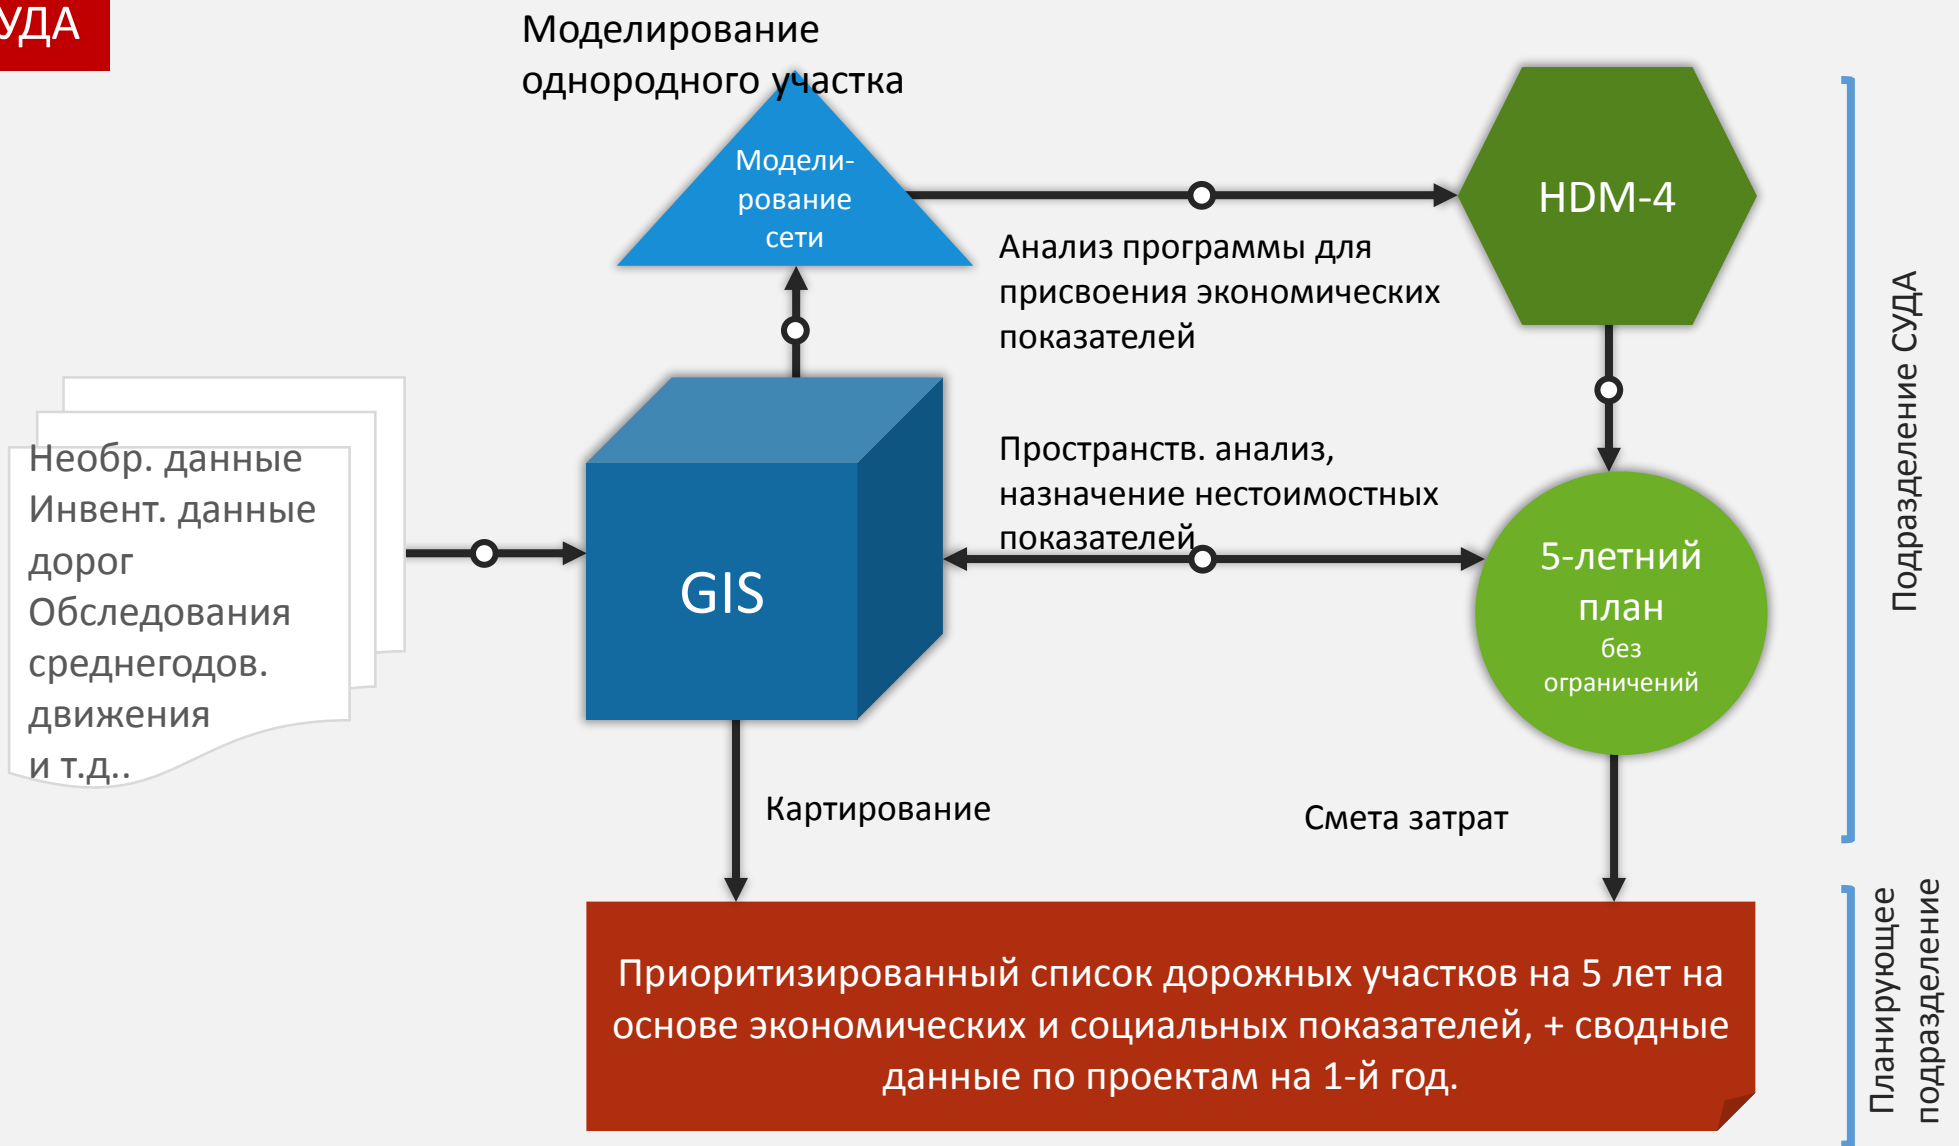 УДА
Моделирование
однородного участка
Модели-
рование
сети
HDM-4
Анализ программы для
присвоения экономических
показателей
Необр. данные
Инвент. данные
дорог
Обследования
среднегодов.
движения
и т.д..
GIS
Пространств. анализ,
назначение нестоимостных
показателей
5-летний
план
без
ограничений
Картирование
Смета затрат
Приоритизированный список дорожных участков на 5 лет на
основе экономических и социальных показателей, + сводные
данные по проектам на 1-й год.
Подразделение СУДА
Планирующее
подразделение